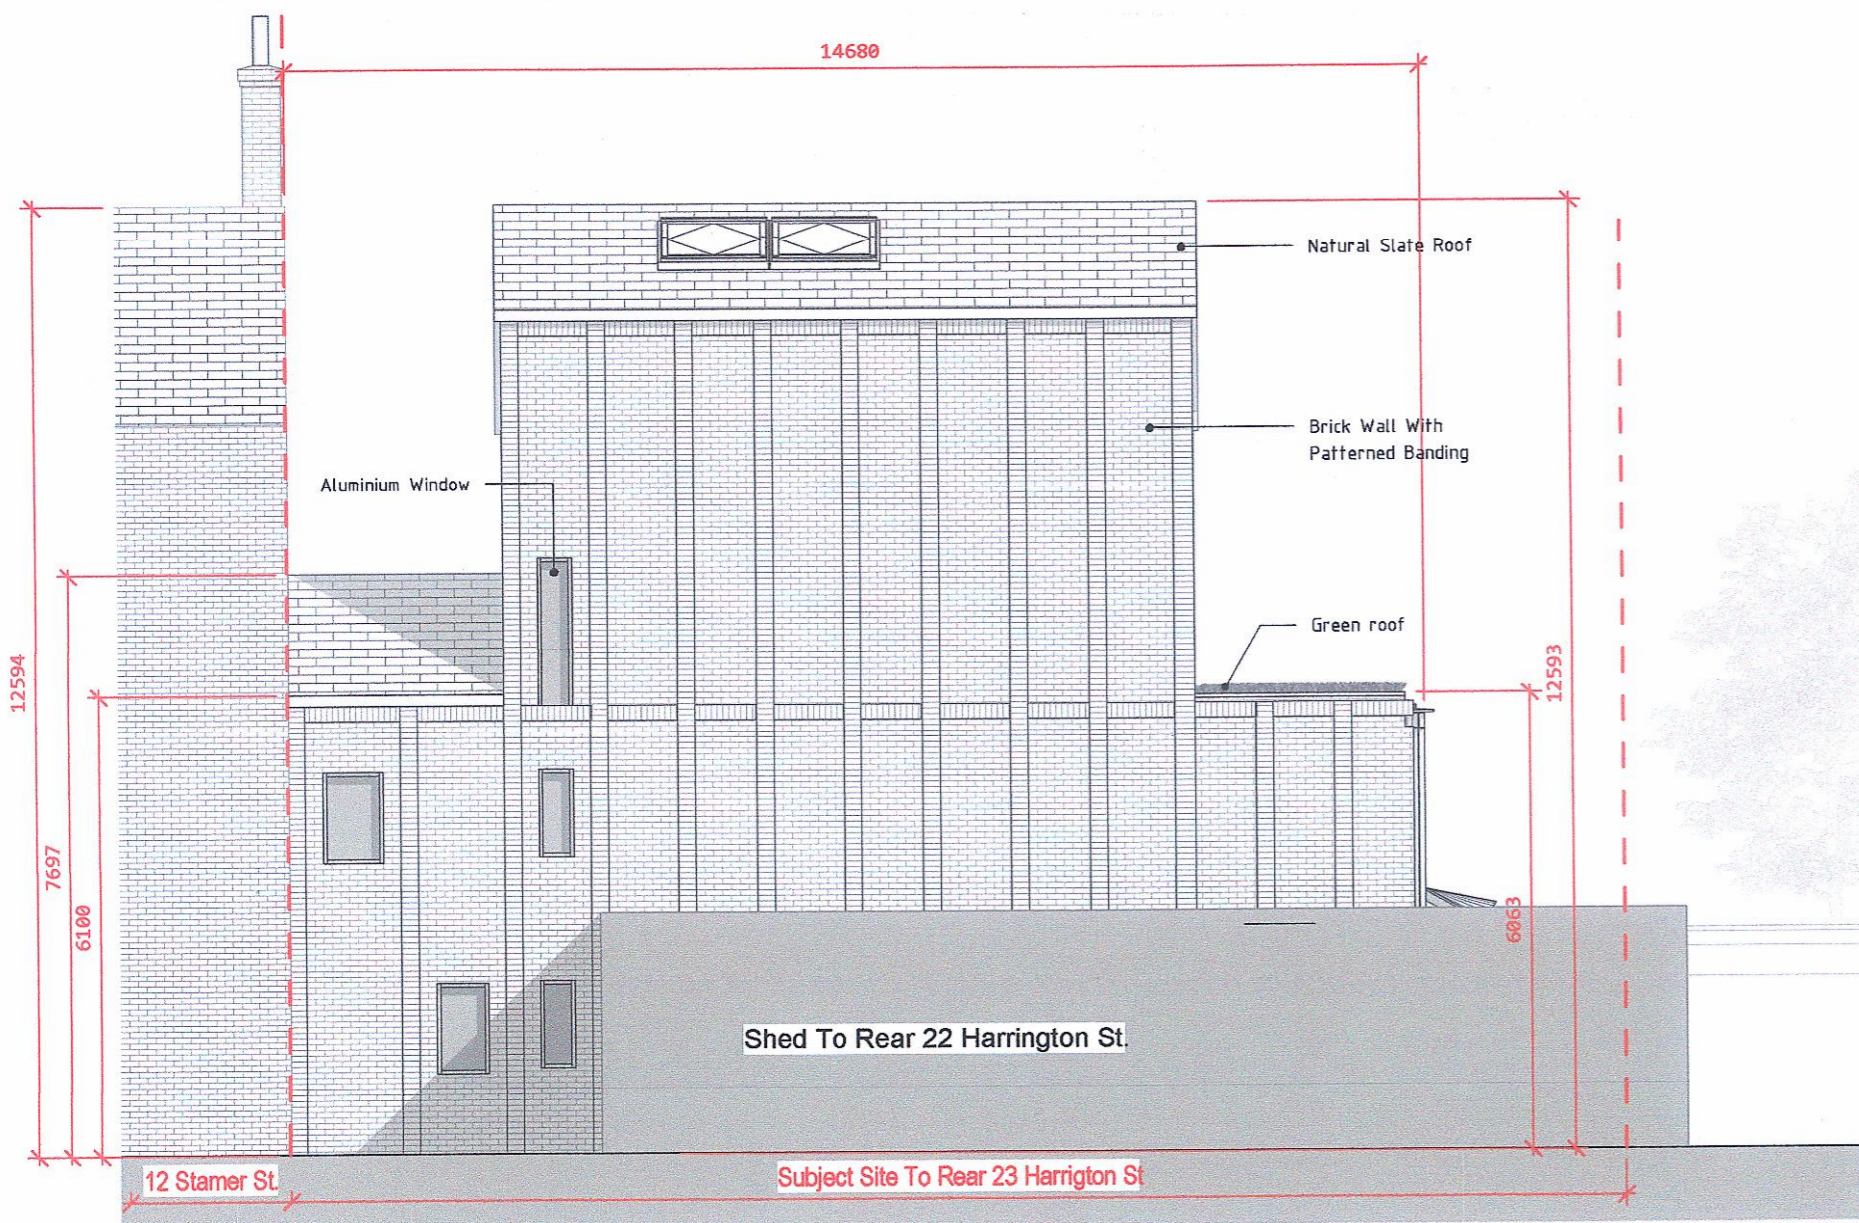 14680
Natural Slate Roof
Brick Wall With
Patterned Banding
Aluminium Window
Green roof
12594
7697
6100
12593
6063
Shed To Rear 22 Harrington St.
12 Stamer St.
Subject Site To Rear 23 Harrigton St